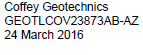 Coffey Geotechnics
GEOTLCOV23873AB-AZ
24 March 2016